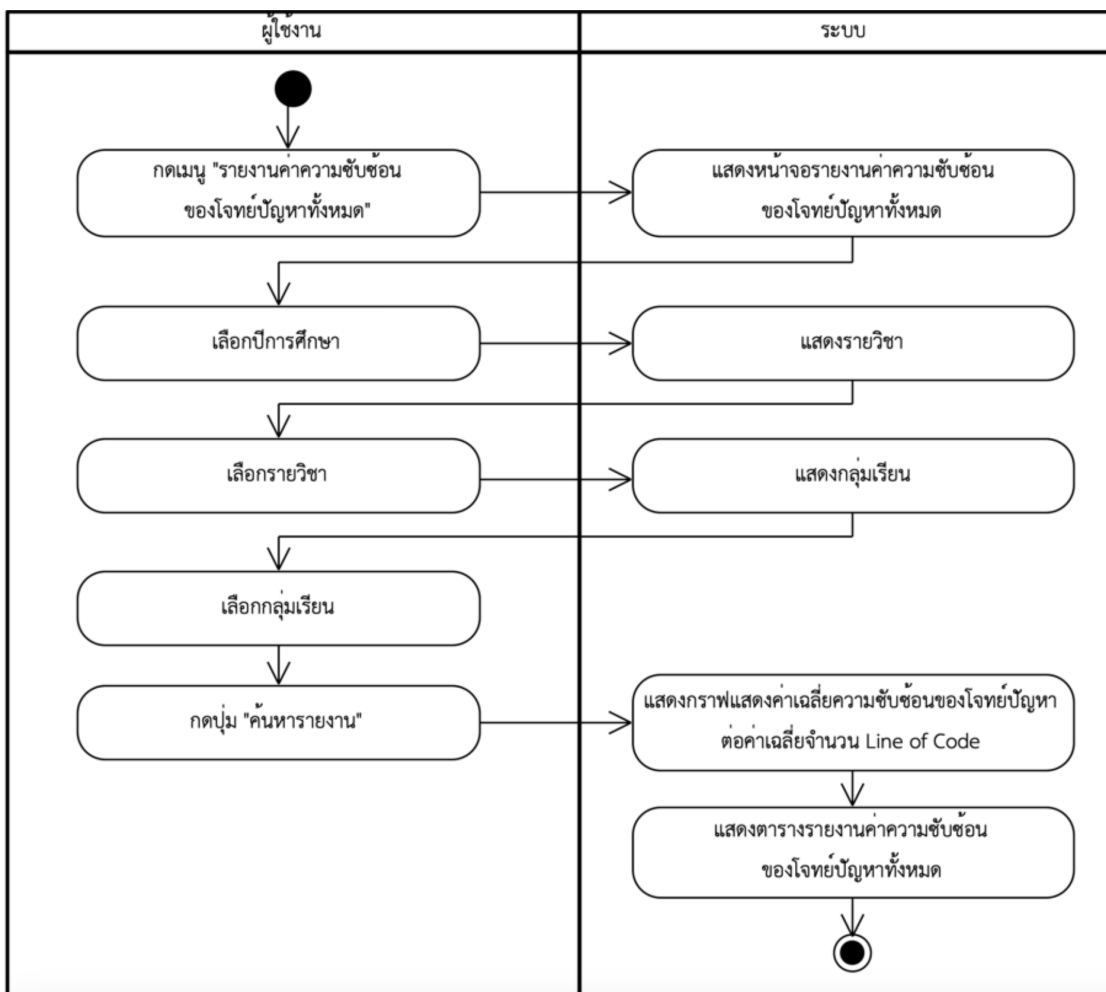 ผู้ใช้งาน
ระบบ
กดเมนู "รายงานค่าความซับซ้อน
ของโจทย์ปัญหาทั้งหมด"
แสดงหน้าจอรายงานค่าความซับซ้อน
ของโจทย์ปัญหาทั้งหมด
เลือกปีการศึกษา
แสดงรายวิชา
เลือกรายวิชา
แสดงกลุ่มเรียน
เลือกกลุ่มเรียน
กดปุ่ม "ค้นหารายงาน"
แสดงกราฟแสดงค่าเฉลี่ยความซับซ้อนของโจทย์ปัญหา
ต่อค่าเฉลี่ยจำนวน Line of Code
แสดงตารางรายงานค่าความซับซ้อน
ของโจทย์ปัญหาทั้งหมด